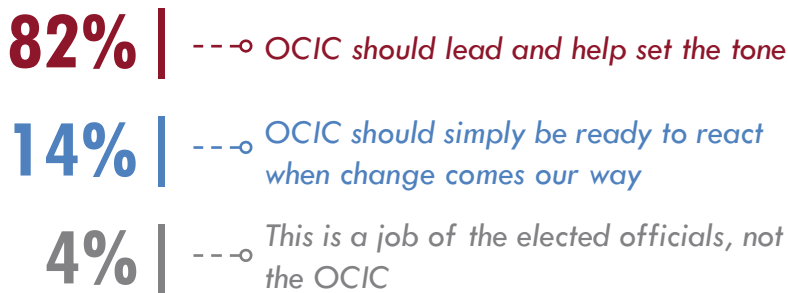 82% OCIC should lead and help set the tone
14% OCIC should simply be ready to react
when change comes our way
4% This is a job of the elected officials, not
the OCIC